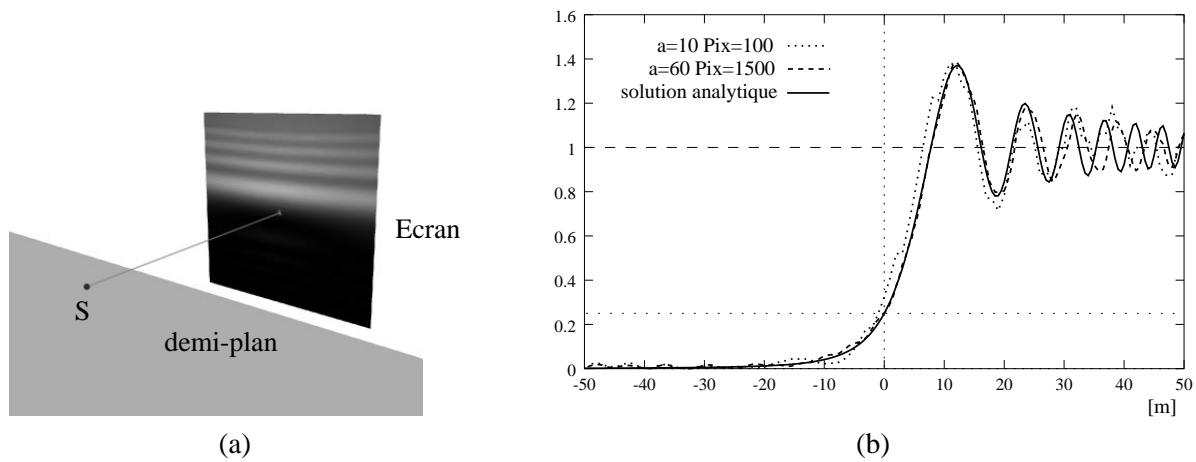 S
demi-plan
Ecran
(a)
a=10 Pix=100
a=60 Pix=1500
solution analytique
1.6
1.4
1.2
1
0.8
0.6
0.4
0.2
0
-50 -40 -30 -20 -10 0 10 20 30 40 50
[m]
(b)